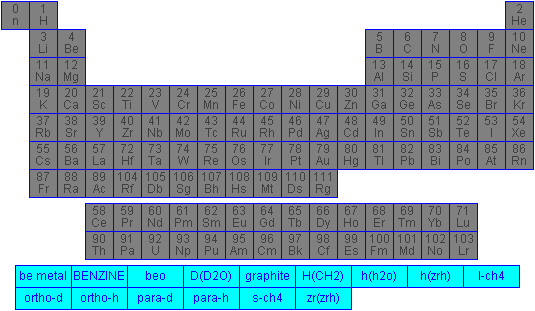 0 1 2
n H He
3 4 5 6 7 8 9 10
Li Be B C N O F Ne
11 12 13 14 15 16 17 18
Na Mg Al Si P S Cl Ar
19 20 21 22 23 24 25 26 27 28 29 30 31 32 33 34 35 36
K Ca Sc Ti V Cr Mn Fe Co Ni Cu Zn Ga Ge As Se Br Kr
37 38 39 40 41 42 43 44 45 46 47 48 49 50 51 52 53 54
Rb Sr Y Zr Nb Mo Tc Ru Rh Pd Ag Cd In Sn Sb Te I Xe
55 56 57 72 73 74 75 76 77 78 79 80 81 82 83 84 85 86
Cs Ba La Hf Ta W Re Os Ir Pt Au Hg Tl Pb Bi Po At Rn
87 88 89 104 105 106 107 108 109 110 111
Fr Ra Ac Rf Db Sg Bh Hs Mt Ds Rg
58 59 60 61 62 63 64 65 66 67 68 69 70 71
Ce Pr Nd Pm Sm Eu Gd Tb Dy Ho Er Tm Yb Lu
90 91 92 93 94 95 96 97 98 99 100 101 102 103
Th Pa U Np Pu Am Cm Bk Cf Es Fm Md No Lr
be metal BENZINE beo D(D2O) graphite H(CH2) h(h2o) h(zrh) l-ch4
ortho-d ortho-h para-d para-h s-ch4 zr(zrh)